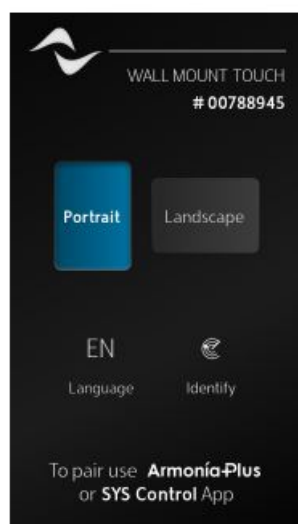 WALL MOUNT TOUCH
# 00788945
Portrait
Landscape
EN
Language
Identify
To pair use Armonía+Plus
or SYS Control App